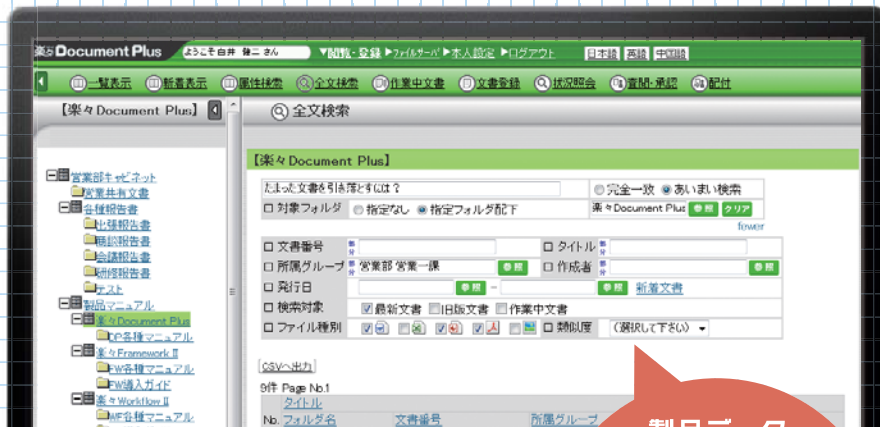 楽々Document Plus ようこそ白井 健二 さん ▼閲覧・登録 ▶ファイルサーバ ▶本人設定 ▶ログアウト 日本語 英語 中国語
一覧表示 新着表示 属性検索 全文検索 作業中文書 文書登録 状況照会 査閲・承認 配付
【楽々Document Plus】 全文検索
【楽々Document Plus】
たまった文書を引き落とすには? 完全一致 あいまい検索
対象フォルダ 指定なし 指定フォルダ配下 楽々Document Plus 参照 クリア
fewer
文書番号 部分 タイトル 部分
所属グループ 部分 営業部 営業一課 参照 作成者 部分 参照
発行日 参照 - 参照 新着文書
検索対象 最新文書 旧版文書 作業中文書
ファイル種別 類似度 (選択して下さい)
CSVへ出力
9件 Page No.1
タイトル
No. フォルダ名 文書番号 所属グループ
営業部キャビネット
営業共有文書
各種報告書
出張報告書
商談報告書
会議報告書
研修報告書
テスト
製品マニュアル
楽々Document Plus
DP各種マニュアル
楽々Framework II
FW各種マニュアル
FW導入ガイド
楽々Workflow II
WF各種マニュアル
製品データ